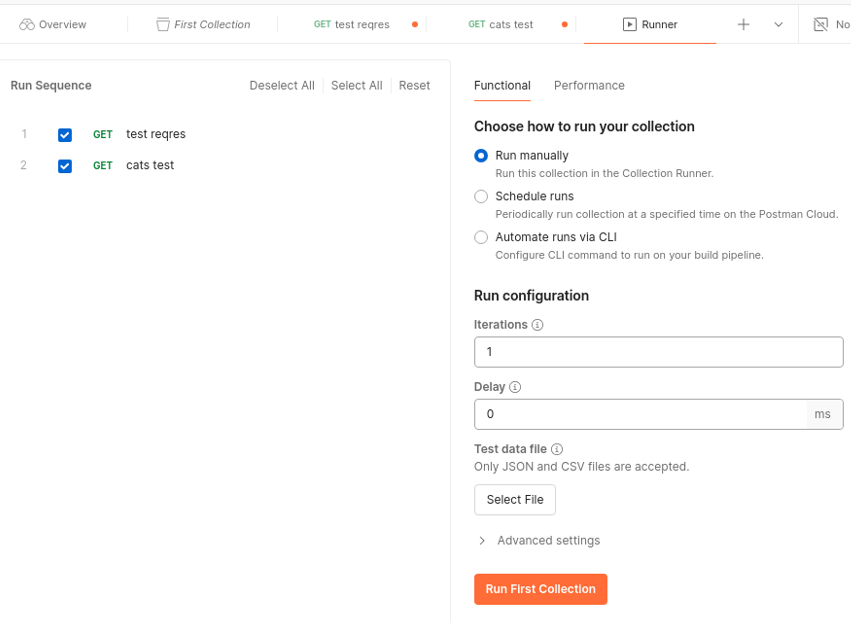 Overview
First Collection
GET test reqres
GET cats test
Runner
No
Run Sequence
Deselect All
Select All
Reset
1 GET test reqres
2 GET cats test
Functional
Performance
Choose how to run your collection
Run manually
Run this collection in the Collection Runner.
Schedule runs
Periodically run collection at a specified time on the Postman Cloud.
Automate runs via CLI
Configure CLI command to run on your build pipeline.
Run configuration
Iterations
1
Delay
0 ms
Test data file
Only JSON and CSV files are accepted.
Select File
Advanced settings
Run First Collection